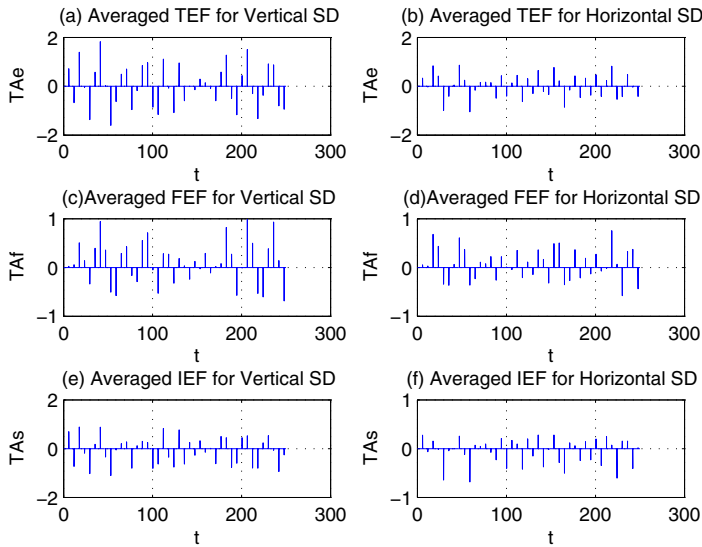 (a) Averaged TEF for Vertical SD
(b) Averaged TEF for Horizontal SD
2
0
−2
TAe
0 100 200 300
t
2
0
−2
TAe
0 100 200 300
t
(c)Averaged FEF for Vertical SD
(d)Averaged FEF for Horizontal SD
1
0
−1
TAf
0 100 200 300
t
1
0
−1
TAf
0 100 200 300
t
(e) Averaged IEF for Vertical SD
(f) Averaged IEF for Horizontal SD
2
0
−2
TAs
0 100 200 300
t
1
0
−1
TAs
0 100 200 300
t